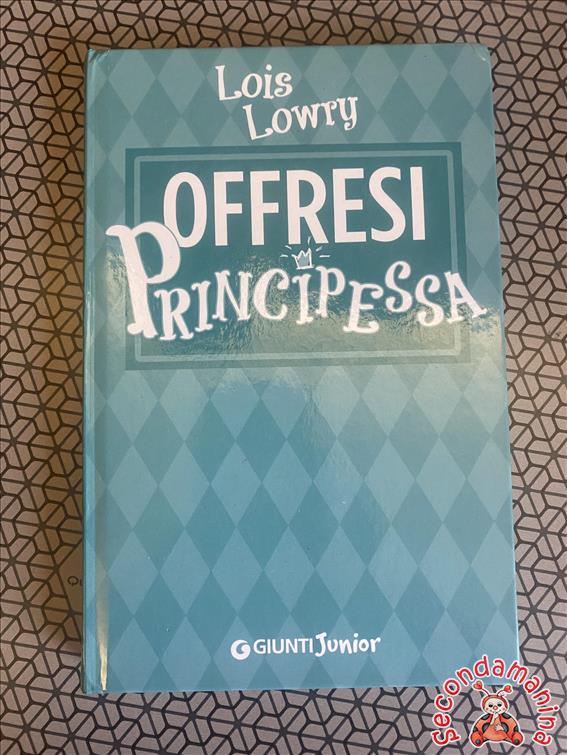 Lois
Lowry
OFFRESI
PRINCIPESSA
GIUNTI Junior
Secondamanina